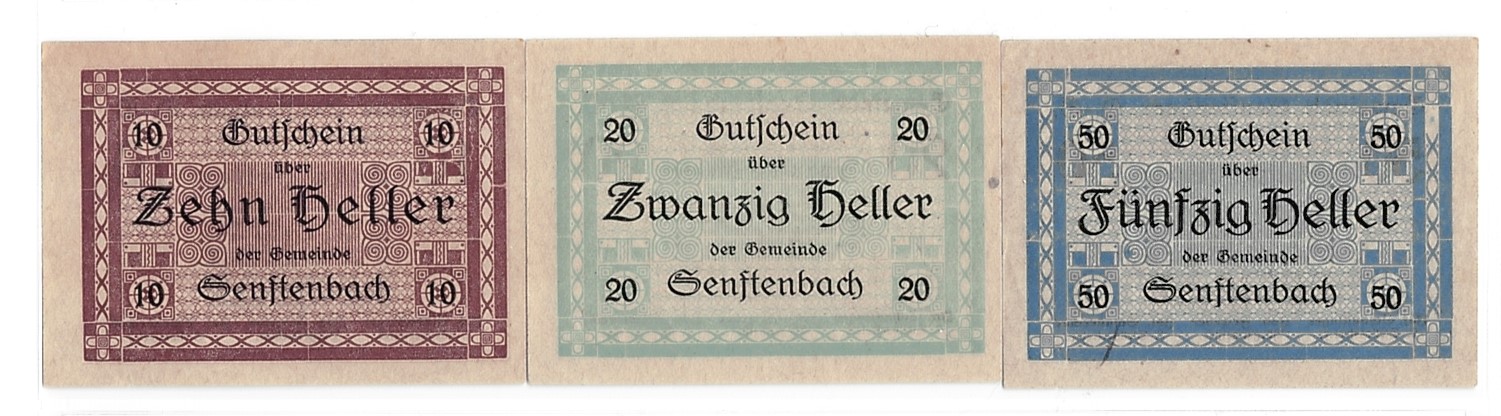 10 Gutschein 10
über
Zehn Heller
der Gemeinde
10 Senftenbach 10
20 Gutschein 20
über
Zwanzig Heller
der Gemeinde
20 Senftenbach 20
50 Gutschein 50
über
Fünfzig Heller
der Gemeinde
50 Senftenbach 50